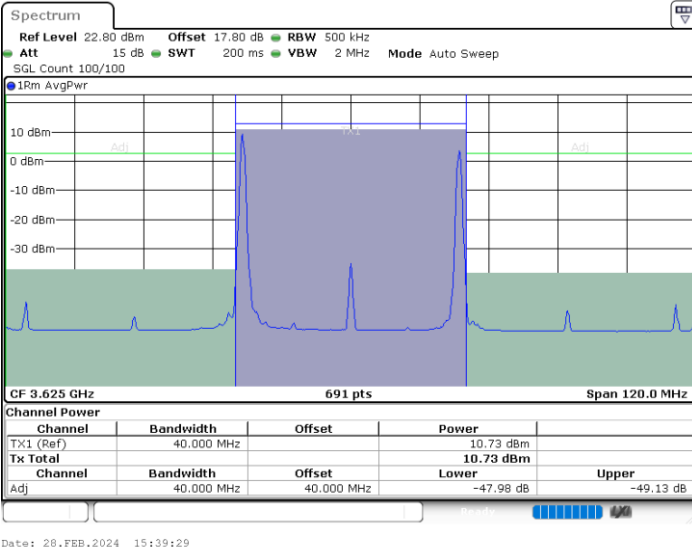 Spectrum
Ref Level 22.80 dBm Offset 17.80 dB RBW 500 kHz
Att 15 dB SWT 200 ms VBW 2 MHz Mode Auto Sweep
SGL Count 100/100
1Rm AvgPwr
TX1
10 dBm
Adj Adj
0 dBm
-10 dBm
-20 dBm
-30 dBm
CF 3.625 GHz 691 pts Span 120.0 MHz
Channel Power
Channel Bandwidth Offset Power
TX1 (Ref) 40.000 MHz 10.73 dBm
Tx Total 10.73 dBm
Channel Bandwidth Offset Lower Upper
Adj 40.000 MHz 40.000 MHz -47.98 dB -49.13 dB
Ready
Date: 28.FEB.2024 15:39:29